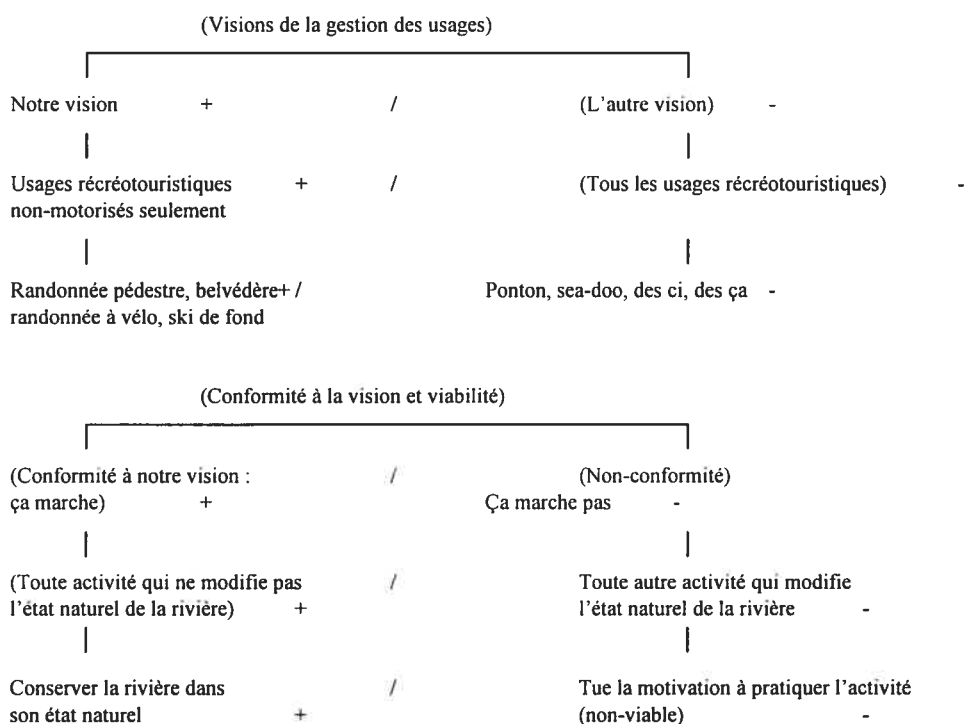 (Visions de la gestion des usages)
Notre vision + / (L'autre vision) -
Usages récréotouristiques + / (Tous les usages récréotouristiques) -
non-motorisés seulement
Randonnée pédestre, belvédère+ / Ponton, sea-doo, des ci, des ça -
randonnée à vélo, ski de fond
(Conformité à la vision et viabilité)
(Conformité à notre vision : / (Non-conformité)
ça marche) + Ça marche pas -
(Toute activité qui ne modifie pas / Toute autre activité qui modifie
l'état naturel de la rivière) + l'état naturel de la rivière -
Conserver la rivière dans / Tue la motivation à pratiquer l'activité
son état naturel + (non-viable) -